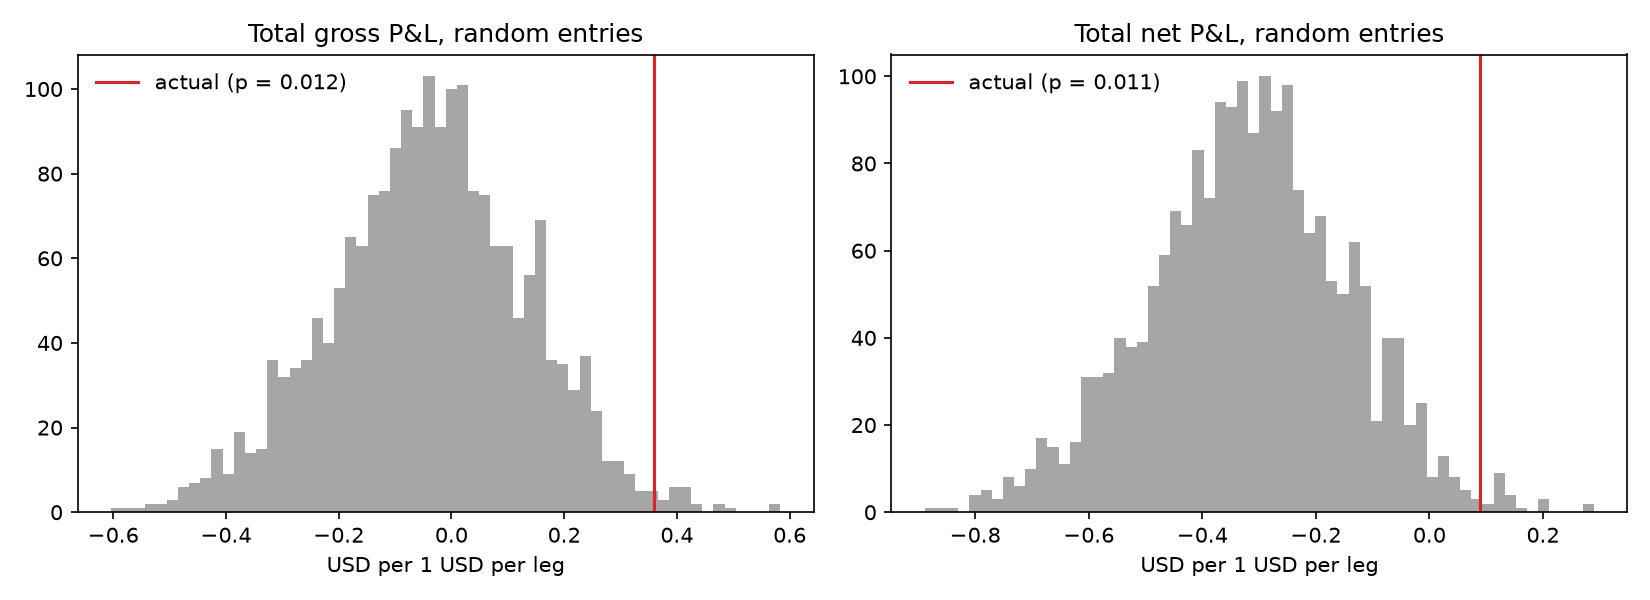 Total gross P&L, random entries
actual (p = 0.012)
100
80
60
40
20
0
−0.6 −0.4 −0.2 0.0 0.2 0.4 0.6
USD per 1 USD per leg
Total net P&L, random entries
actual (p = 0.011)
100
80
60
40
20
0
−0.8 −0.6 −0.4 −0.2 0.0 0.2
USD per 1 USD per leg